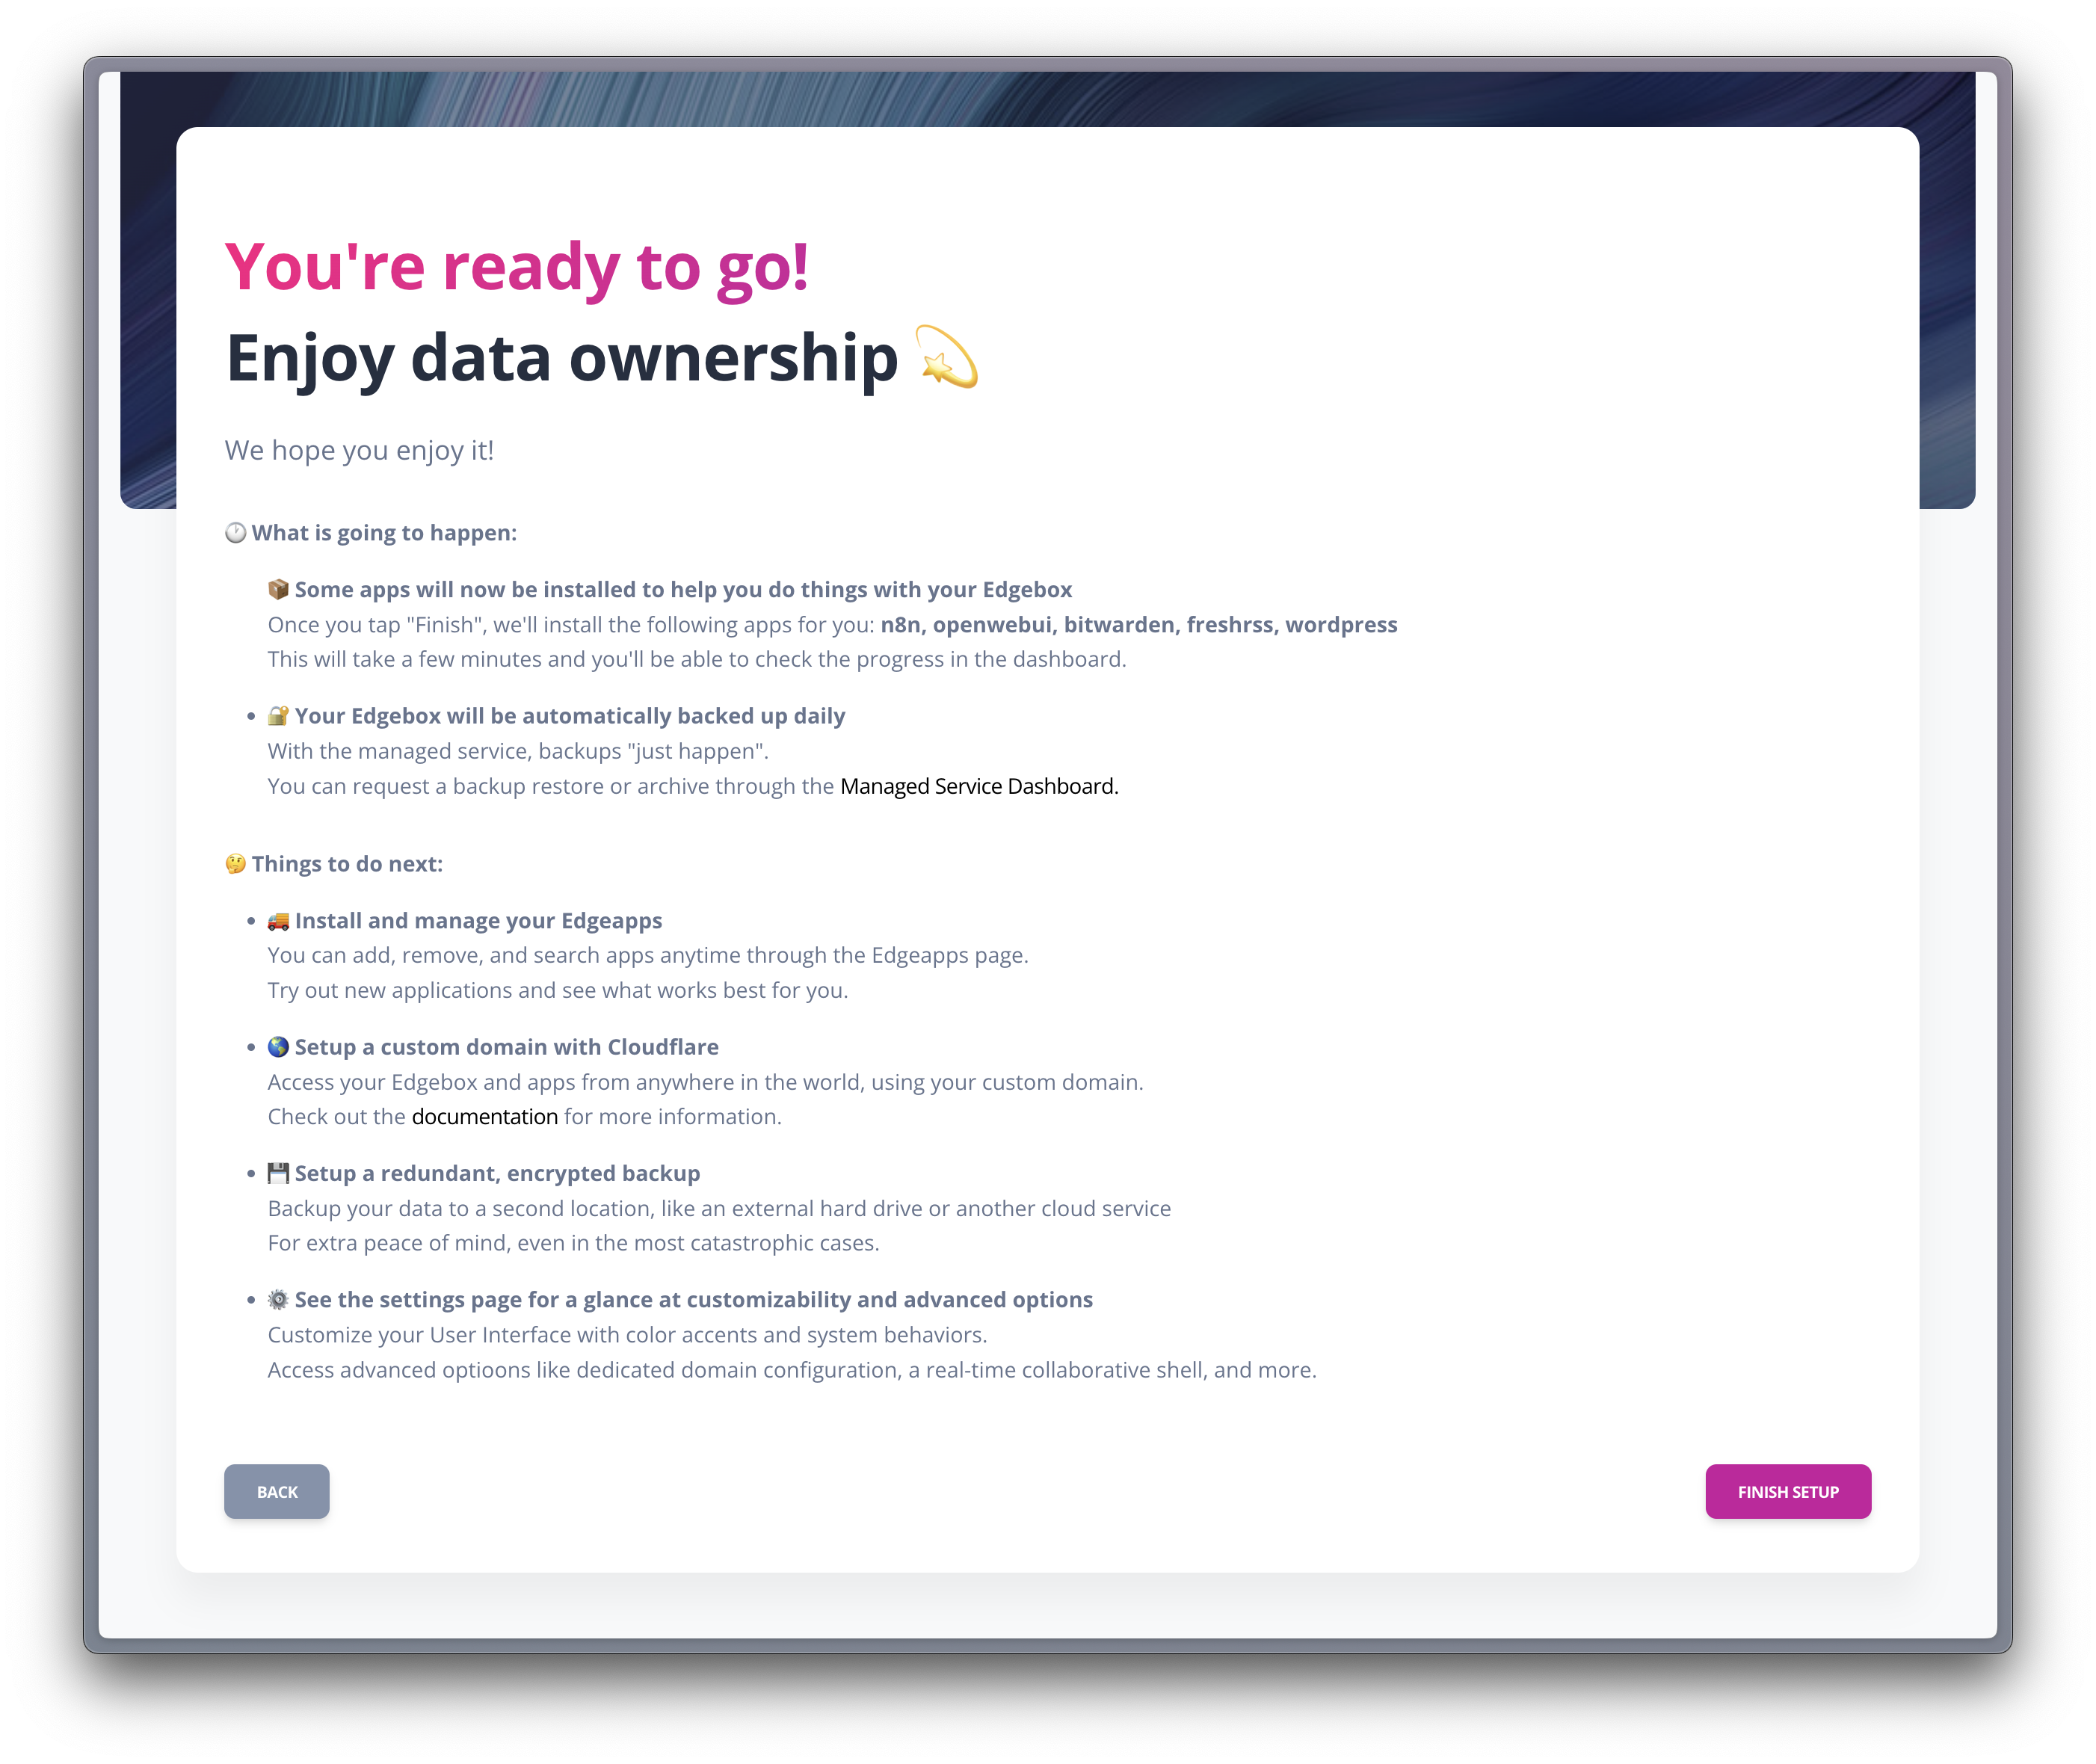 You're ready to go!
Enjoy data ownership 💫
We hope you enjoy it!
🕐 What is going to happen:
📦 Some apps will now be installed to help you do things with your Edgebox
Once you tap "Finish", we'll install the following apps for you: n8n, openwebui, bitwarden, freshrss, wordpress
This will take a few minutes and you'll be able to check the progress in the dashboard.
• 🔐 Your Edgebox will be automatically backed up daily
With the managed service, backups "just happen".
You can request a backup restore or archive through the Managed Service Dashboard.
🤔 Things to do next:
• 🚚 Install and manage your Edgeapps
You can add, remove, and search apps anytime through the Edgeapps page.
Try out new applications and see what works best for you.
• 🌎 Setup a custom domain with Cloudflare
Access your Edgebox and apps from anywhere in the world, using your custom domain.
Check out the documentation for more information.
• 💾 Setup a redundant, encrypted backup
Backup your data to a second location, like an external hard drive or another cloud service
For extra peace of mind, even in the most catastrophic cases.
• ⚙️ See the settings page for a glance at customizability and advanced options
Customize your User Interface with color accents and system behaviors.
Access advanced optioons like dedicated domain configuration, a real-time collaborative shell, and more.
BACK
FINISH SETUP